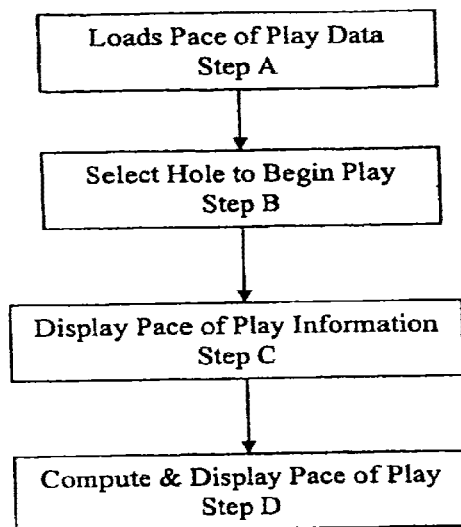 Loads Pace of Play Data
Step A
Select Hole to Begin Play
Step B
Display Pace of Play Information
Step C
Compute & Display Pace of Play
Step D